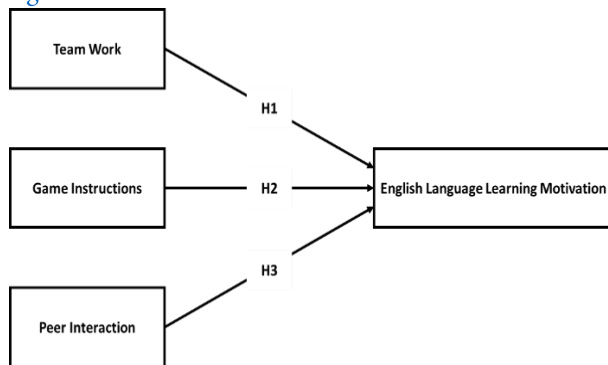 Team Work
H1
Game Instructions
H2
English Language Learning Motivation
H3
Peer Interaction